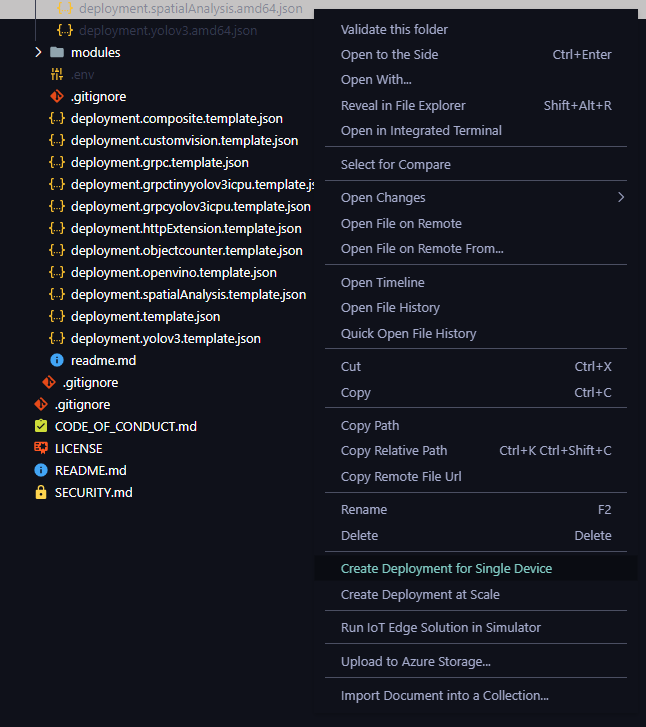 deployment.spatialAnalysis.amd64.json
deployment.yolov3.amd64.json
modules
.env
.gitignore
deployment.composite.template.json
deployment.customvision.template.json
deployment.grpc.template.json
deployment.grpctinyyolov3icpu.template.js
deployment.grpcyolov3icpu.template.json
deployment.httpExtension.template.json
deployment.objectcounter.template.json
deployment.openvino.template.json
deployment.spatialAnalysis.template.json
deployment.template.json
deployment.yolov3.template.json
readme.md
.gitignore
.gitignore
CODE_OF_CONDUCT.md
LICENSE
README.md
SECURITY.md
Validate this folder
Open to the Side Ctrl+Enter
Open With...
Reveal in File Explorer Shift+Alt+R
Open in Integrated Terminal
Select for Compare
Open Changes
Open File on Remote
Open File on Remote From...
Open Timeline
Open File History
Quick Open File History
Cut Ctrl+X
Copy Ctrl+C
Copy Path
Copy Relative Path Ctrl+K Ctrl+Shift+C
Copy Remote File Url
Rename F2
Delete Delete
Create Deployment for Single Device
Create Deployment at Scale
Run IoT Edge Solution in Simulator
Upload to Azure Storage...
Import Document into a Collection...